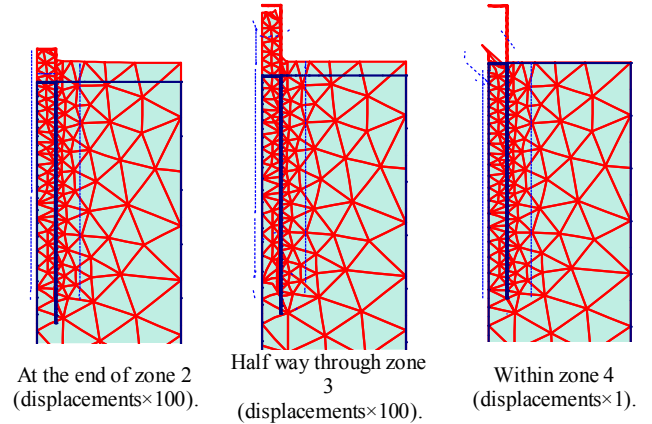 At the end of zone 2
(displacements×100).
Half way through zone
3
(displacements×100).
Within zone 4
(displacements×1).